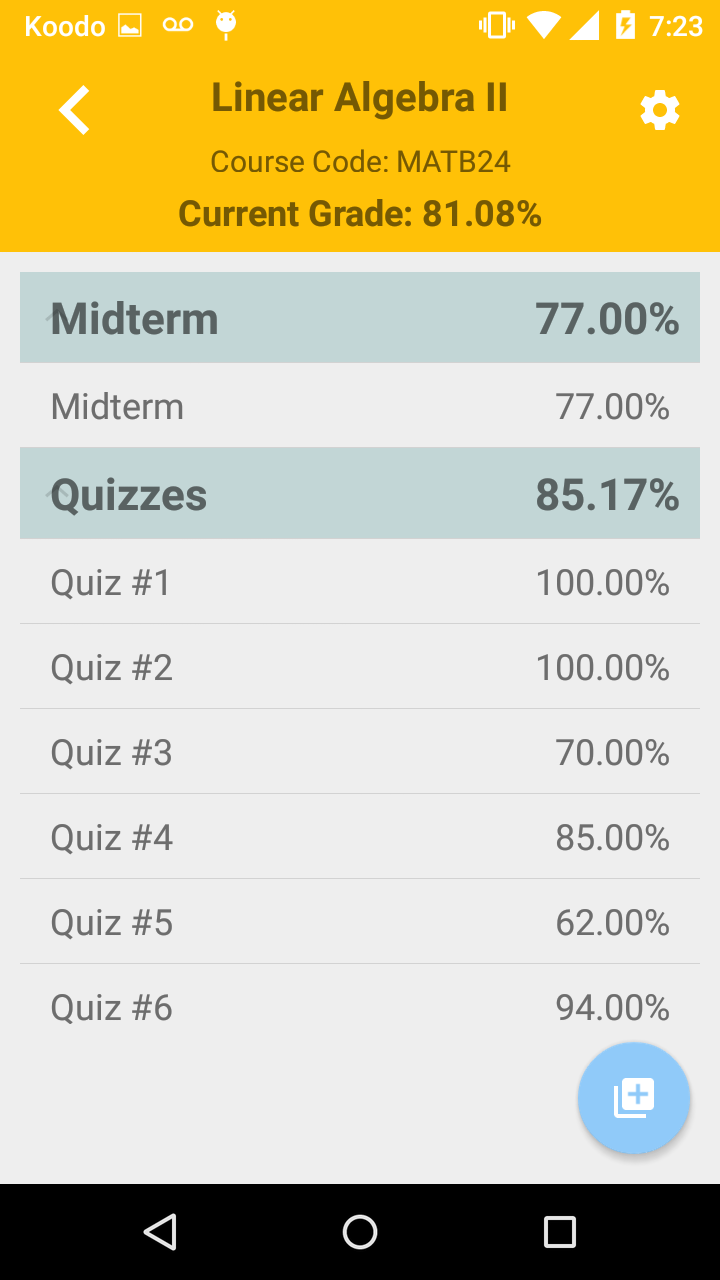 Koodo 7:23
Linear Algebra II
Course Code: MATB24
Current Grade: 81.08%
Midterm 77.00%
Midterm 77.00%
Quizzes 85.17%
Quiz #1 100.00%
Quiz #2 100.00%
Quiz #3 70.00%
Quiz #4 85.00%
Quiz #5 62.00%
Quiz #6 94.00%